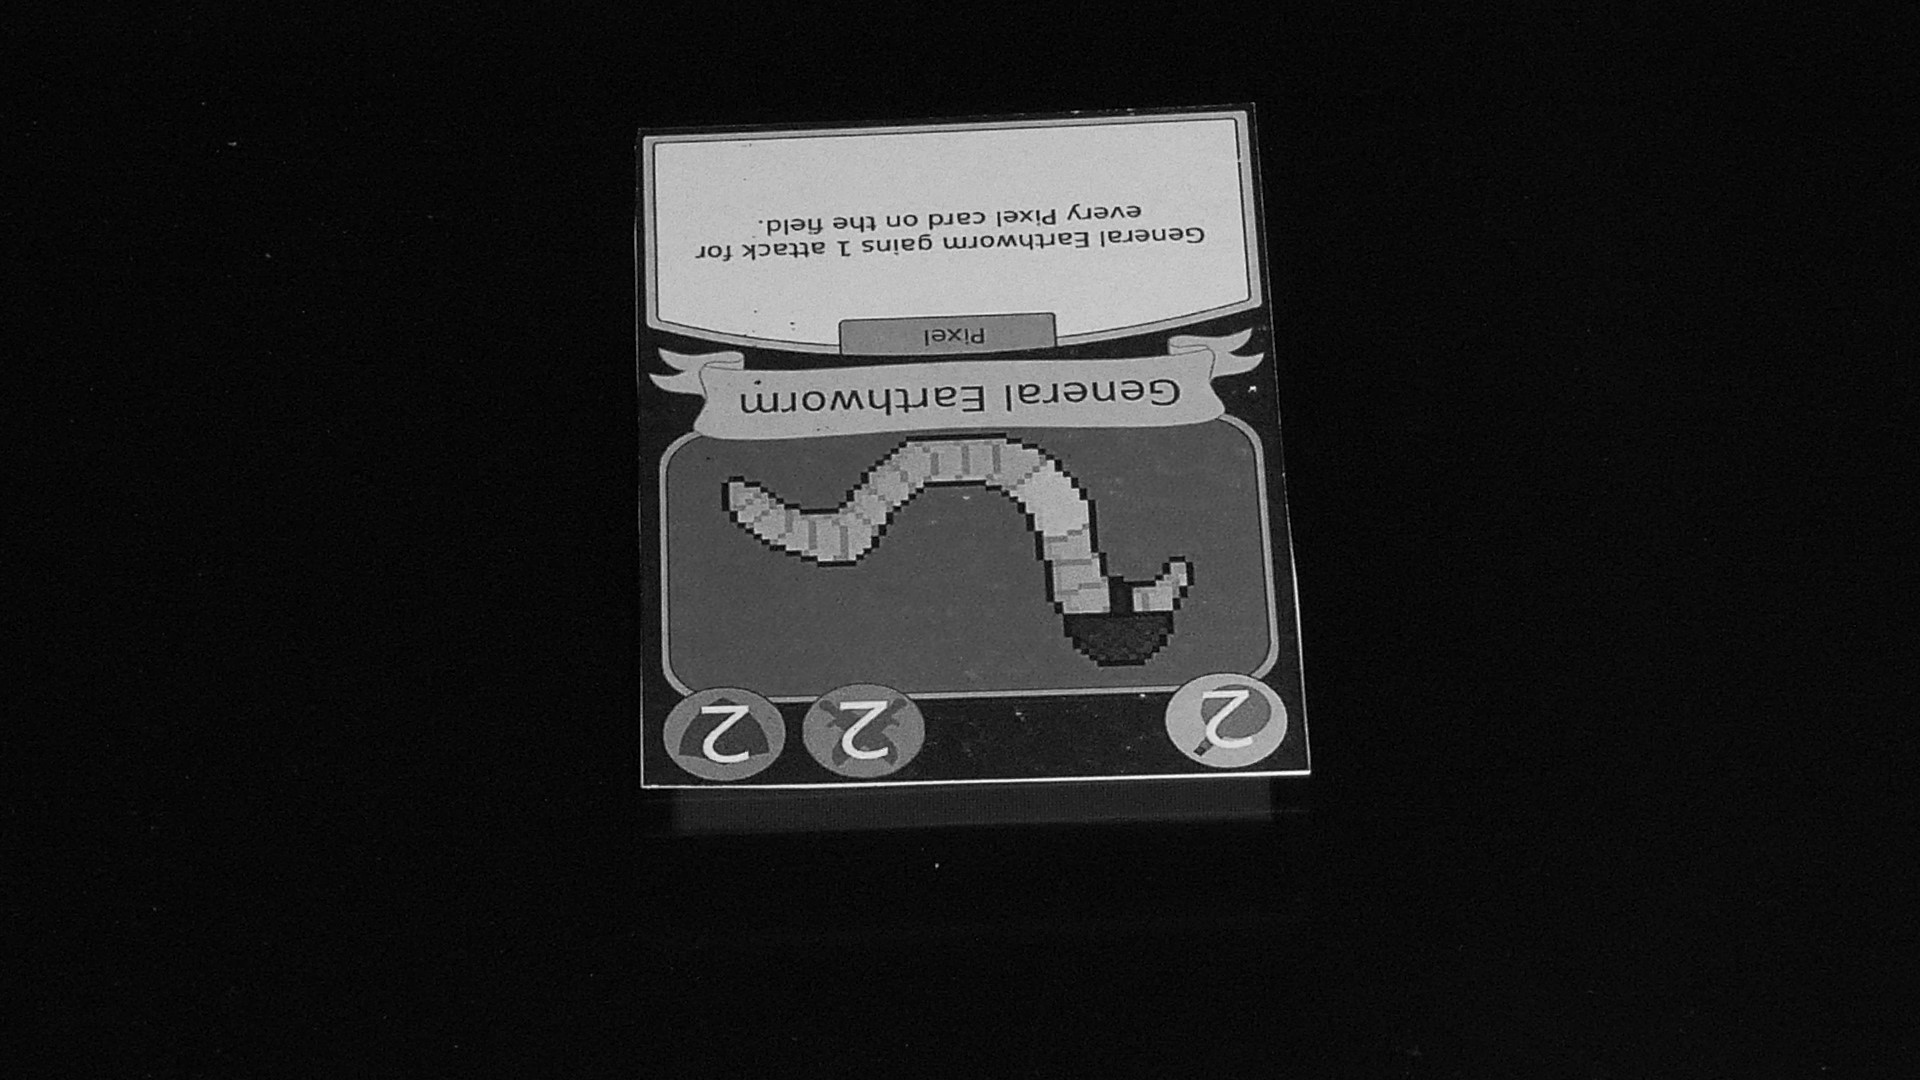 2 2 2
General Earthworm
Pixel
General Earthworm gains 1 attack for
every Pixel card on the field.